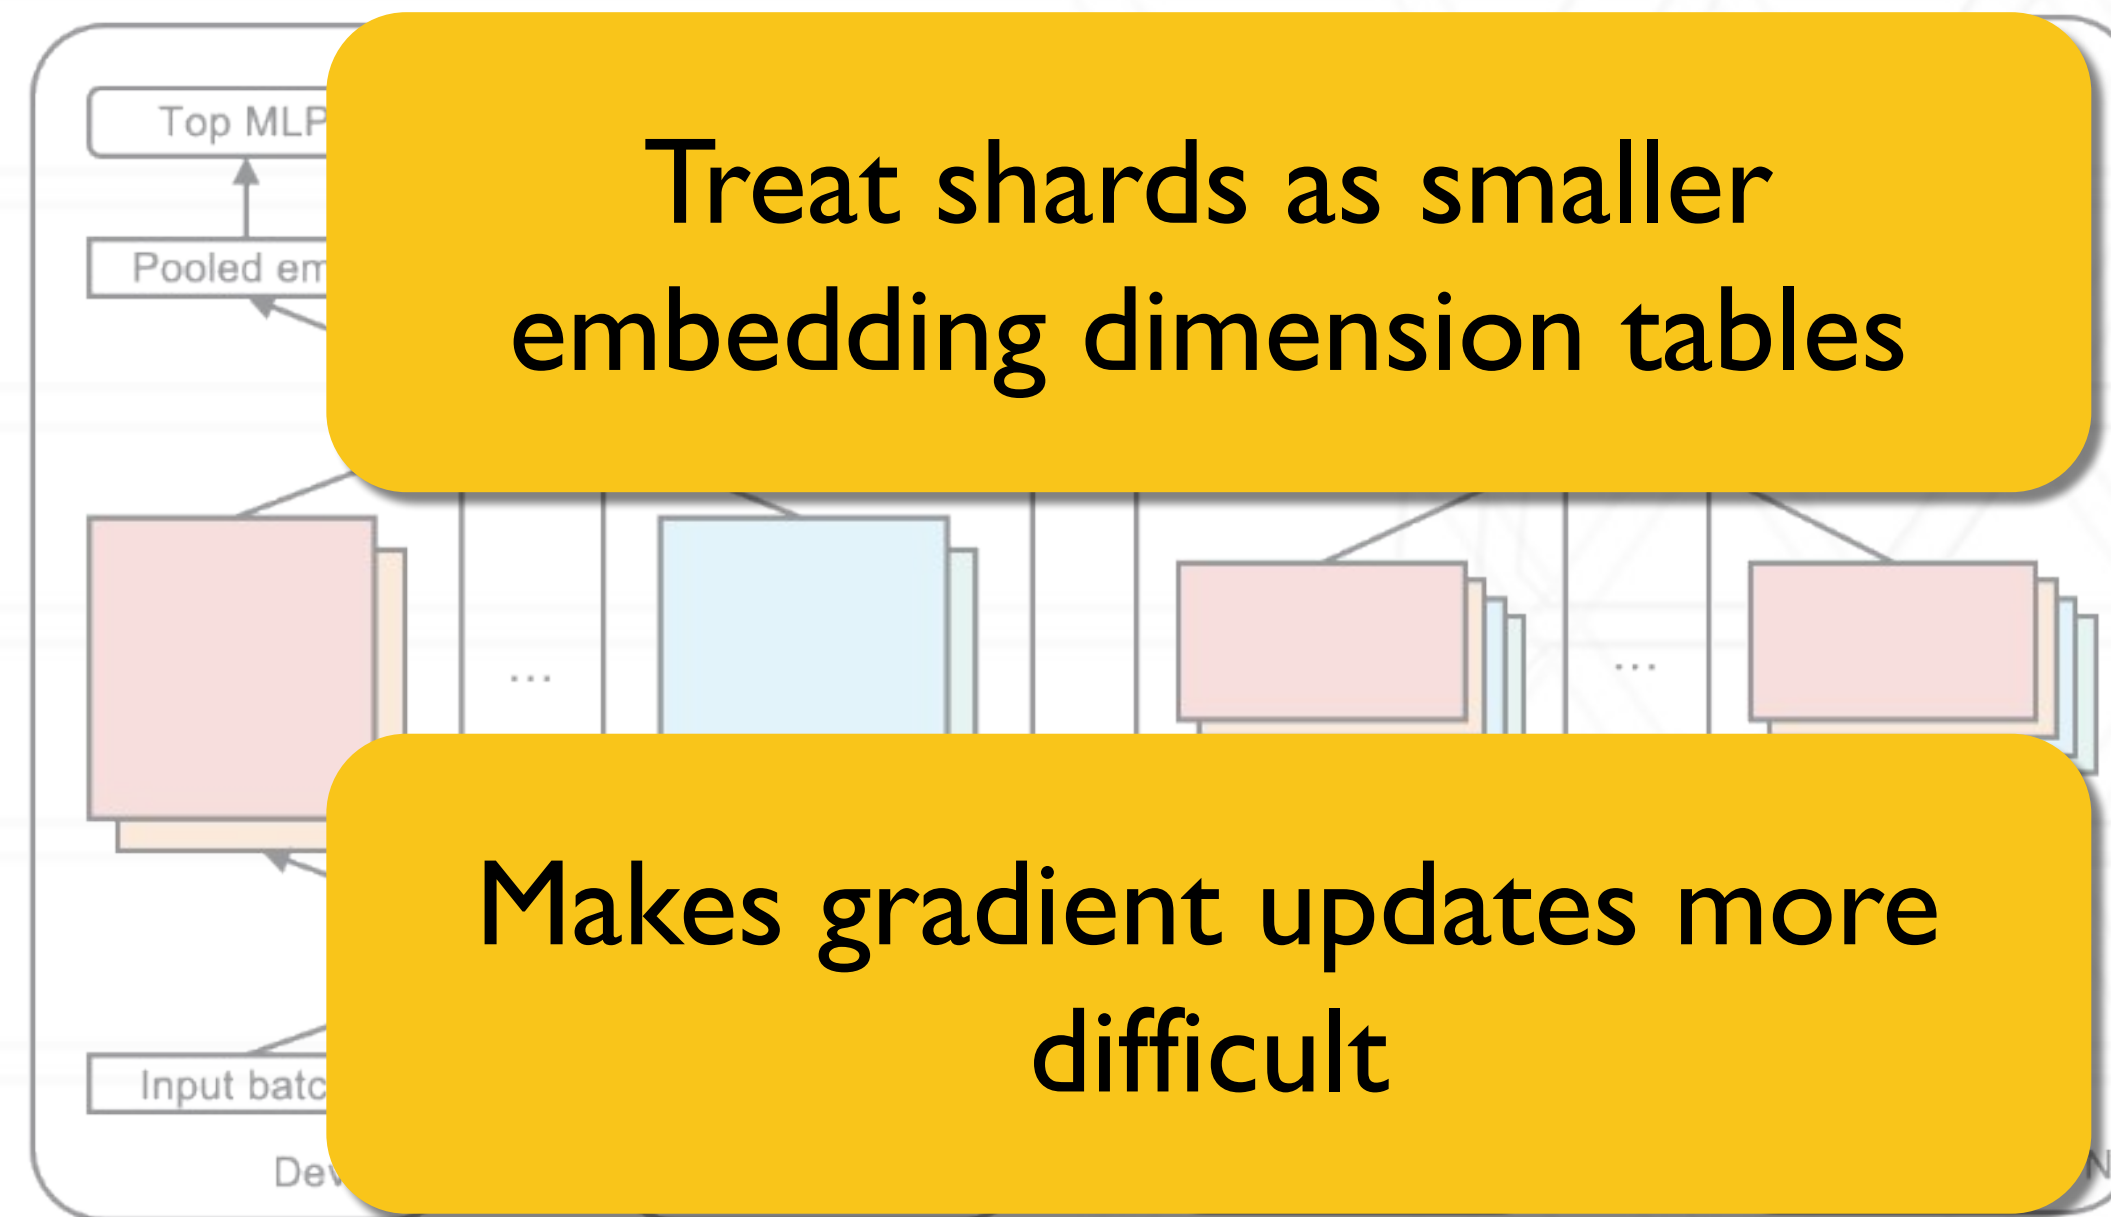 Top MLP
Treat shards as smaller
embedding dimension tables
Pooled em
...
...
Makes gradient updates more
difficult
Input batc
Dev
N